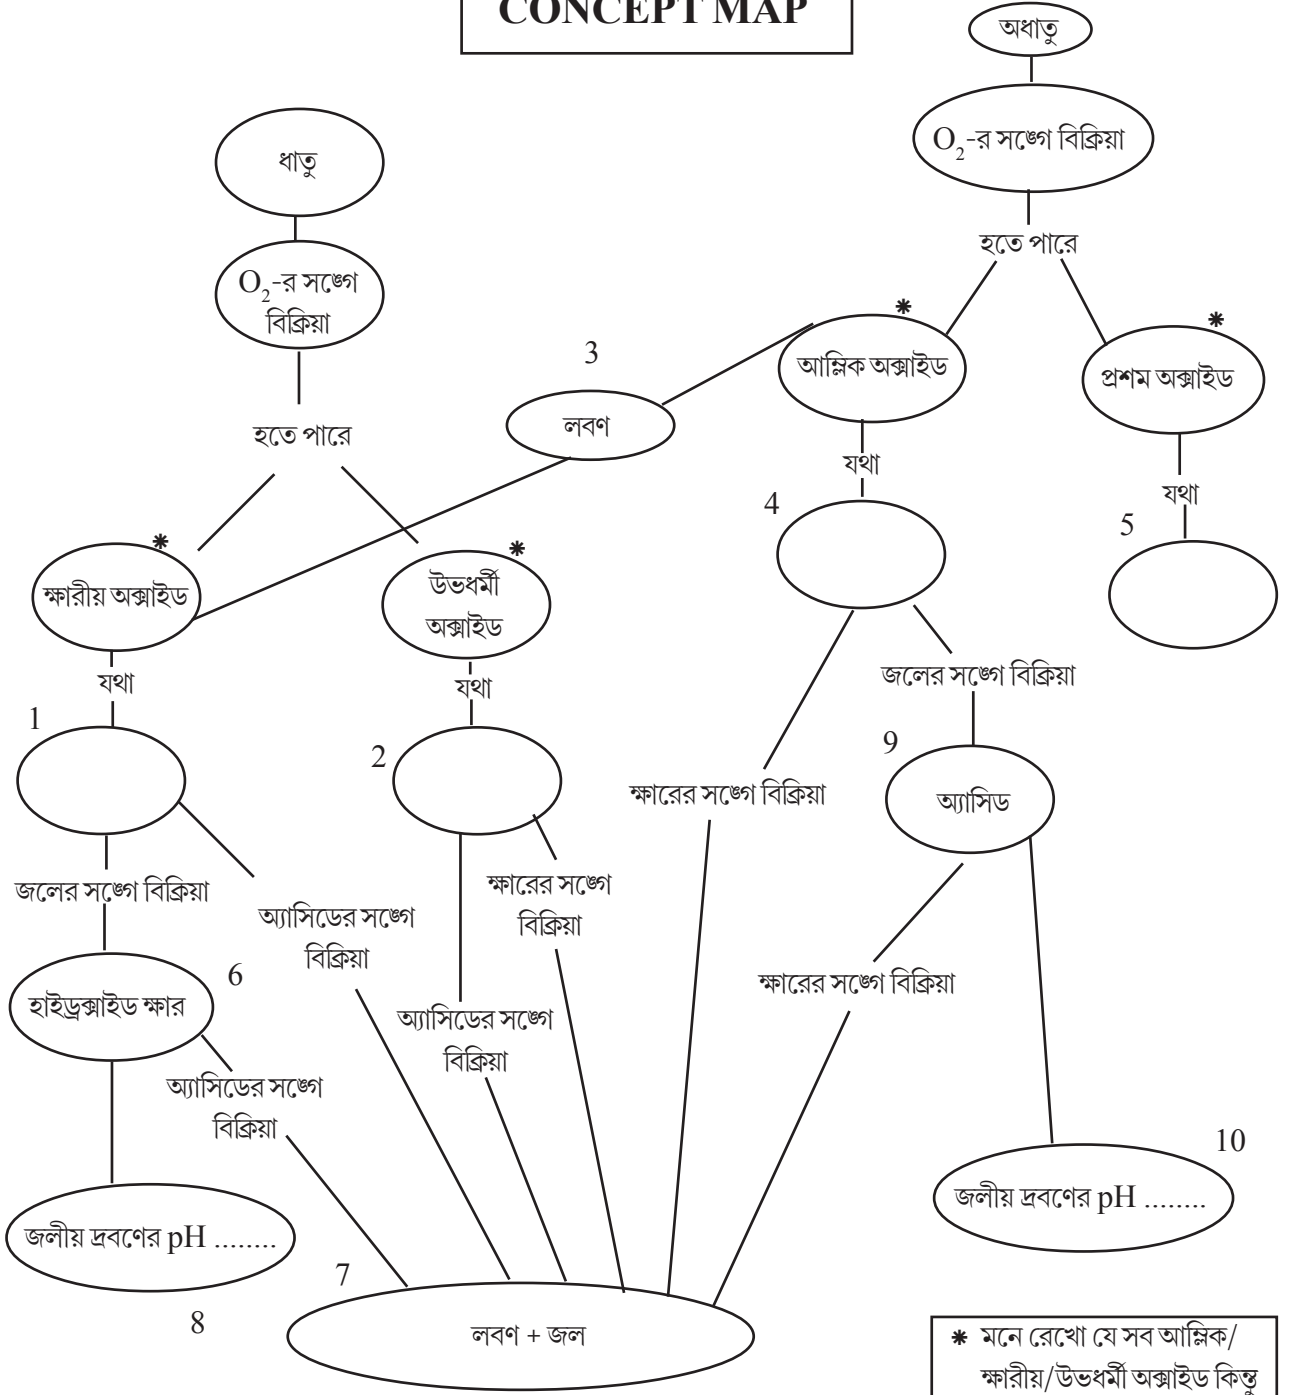 CONCEPT MAP
অধাতু
O₂-র সঙ্গে বিক্রিয়া
হতে পারে
ধাতু
O₂-র সঙ্গে
বিক্রিয়া
হতে পারে
3
লবণ
* আম্লিক অক্সাইড
* প্রশম অক্সাইড
যথা
4
যথা
5
* ক্ষারীয় অক্সাইড
* উভধর্মী
অক্সাইড
যথা
1
যথা
2
জলের সঙ্গে বিক্রিয়া
9
অ্যাসিড
ক্ষারের সঙ্গে বিক্রিয়া
জলের সঙ্গে বিক্রিয়া
অ্যাসিডের সঙ্গে
বিক্রিয়া
ক্ষারের সঙ্গে
বিক্রিয়া
6
হাইড্রক্সাইড ক্ষার
অ্যাসিডের সঙ্গে
বিক্রিয়া
ক্ষারের সঙ্গে বিক্রিয়া
অ্যাসিডের সঙ্গে
বিক্রিয়া
জলীয় দ্রবণের pH ........
8
7
লবণ + জল
10
জলীয় দ্রবণের pH ........
* মনে রেখো যে সব আম্লিক/
ক্ষারীয়/উভধর্মী অক্সাইড কিন্তু